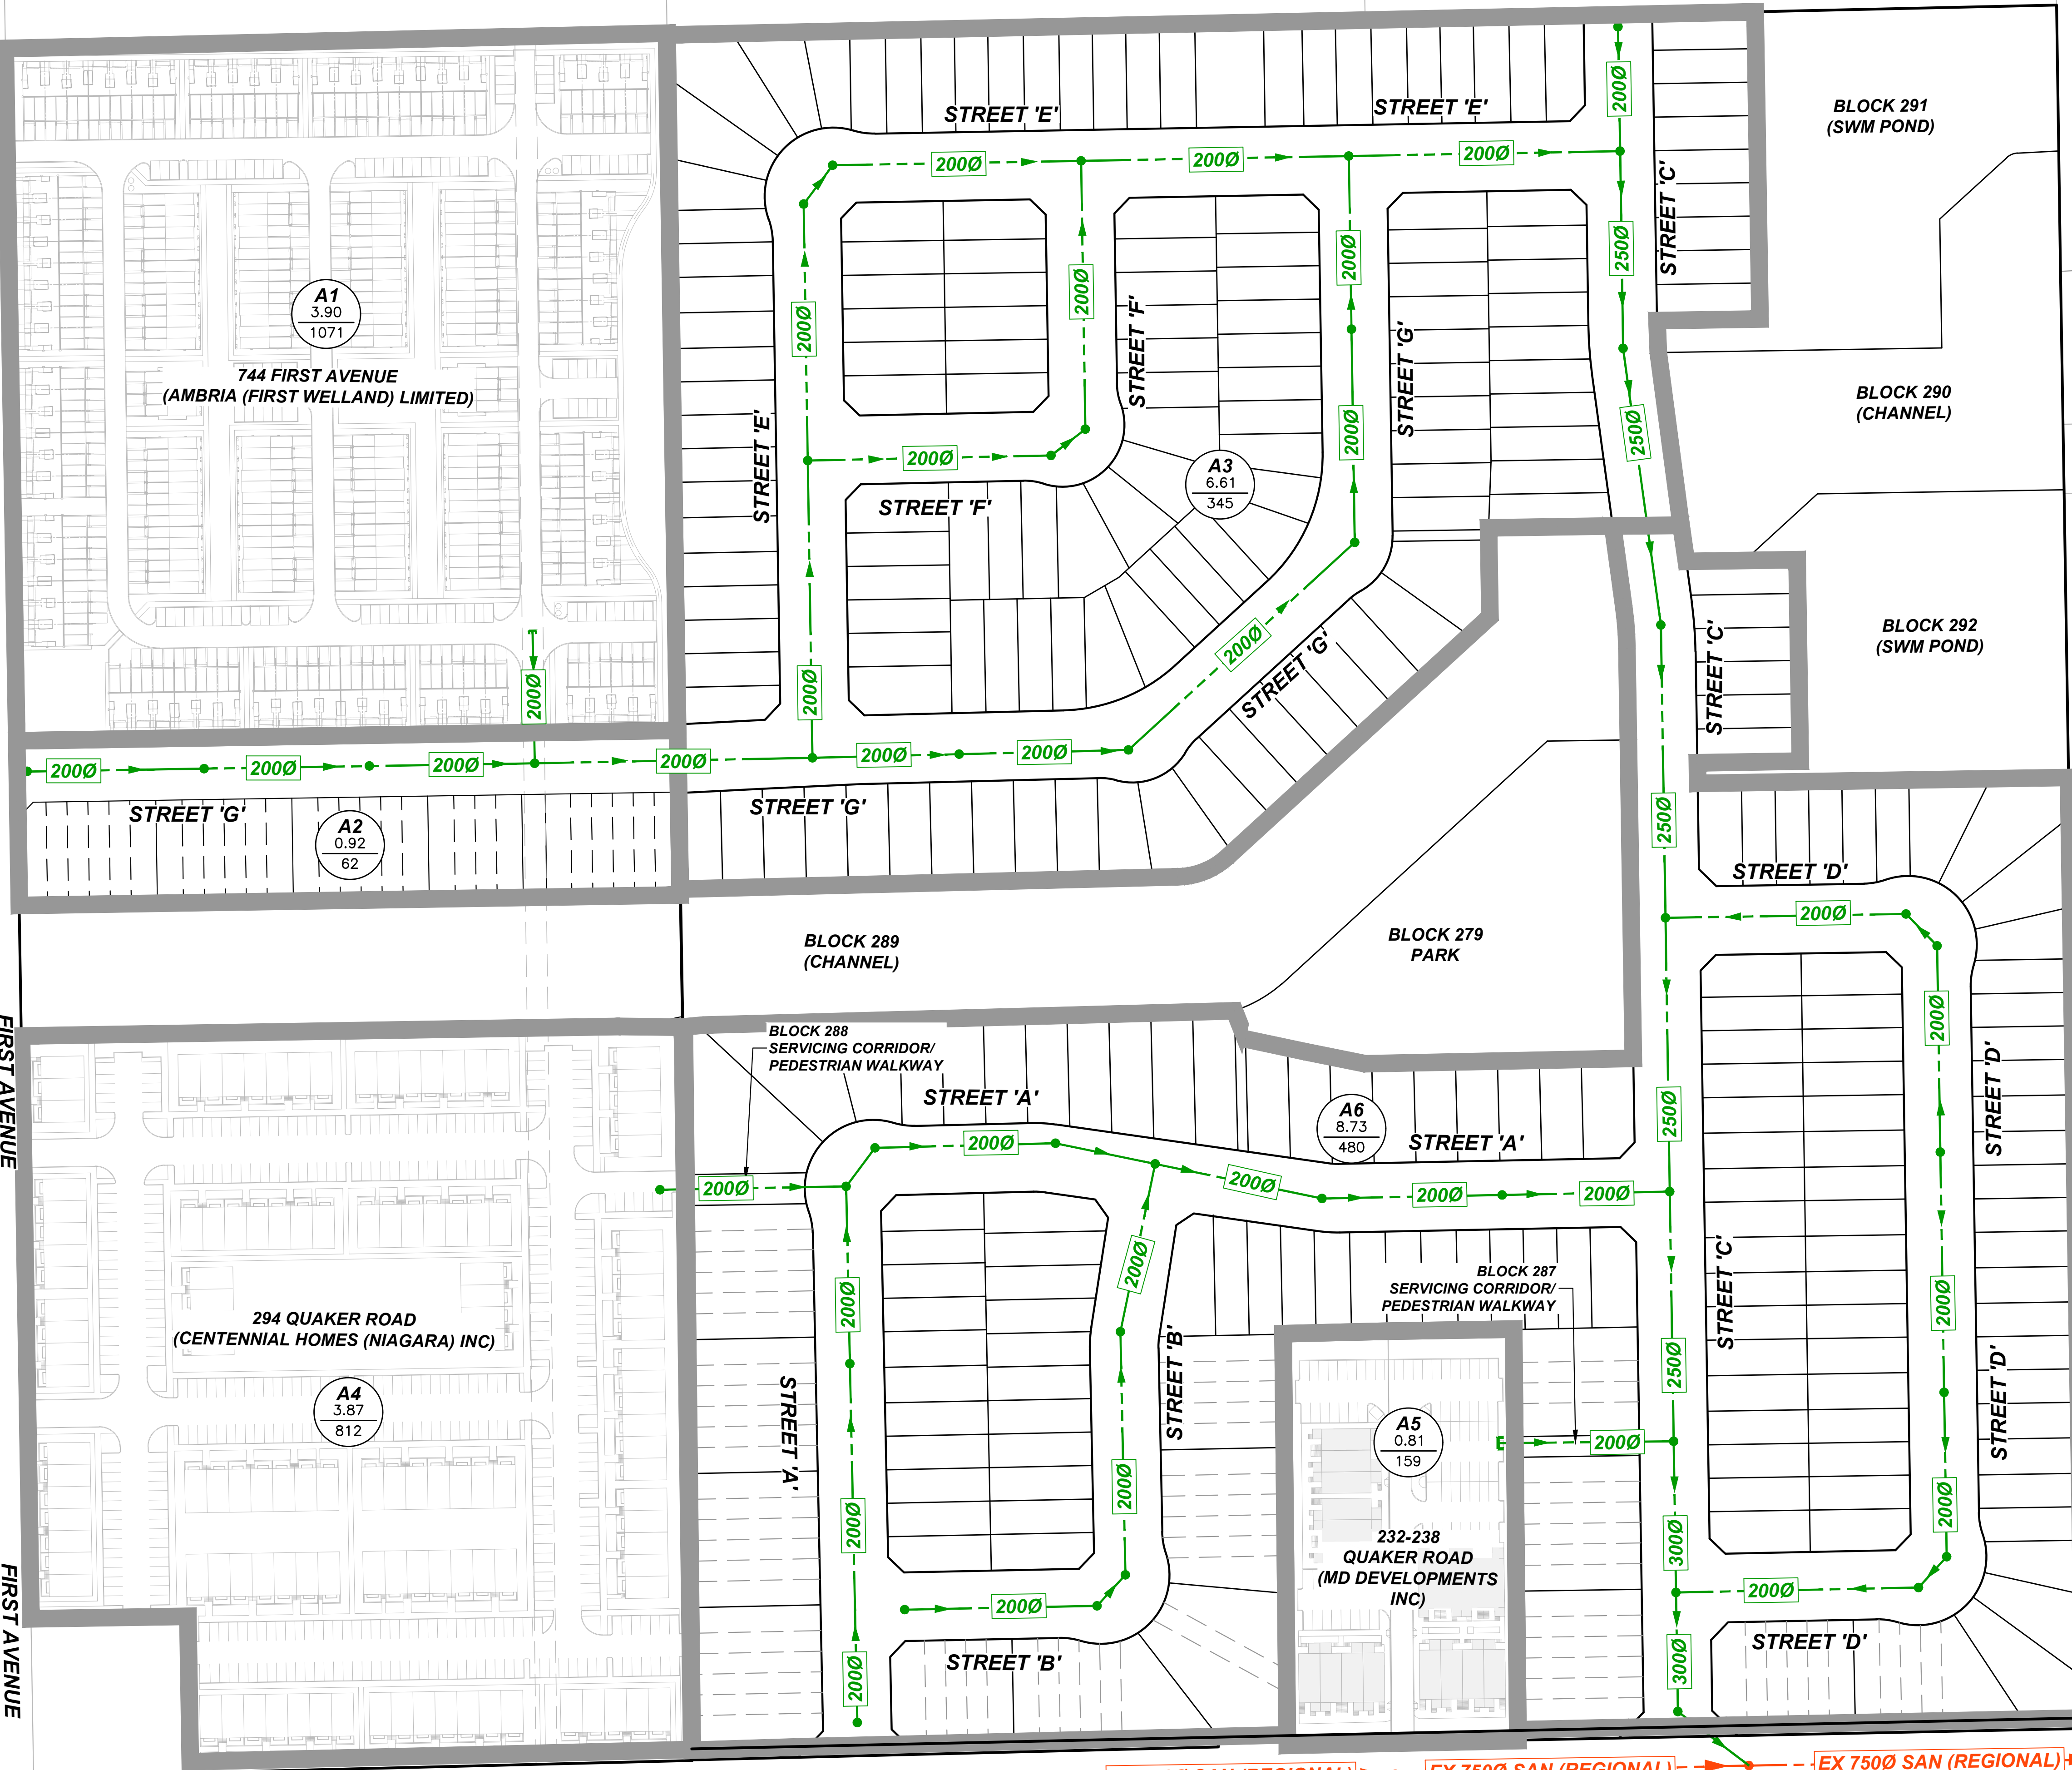 STREET 'E'
STREET 'E'
200Ø
BLOCK 291
(SWM POND)
200Ø
200Ø
200Ø
STREET 'C'
250Ø
200Ø
200Ø
200Ø
A1
3.90
1071
744 FIRST AVENUE
(AMBRIA (FIRST WELLAND) LIMITED)
STREET 'F'
STREET 'G'
BLOCK 290
(CHANNEL)
250Ø
200Ø
STREET 'E'
200Ø
A3
6.61
345
STREET 'F'
200Ø
STREET 'G'
STREET 'C'
BLOCK 292
(SWM POND)
200Ø
200Ø
200Ø
200Ø
200Ø
200Ø
200Ø
200Ø
STREET 'G'
STREET 'G'
A2
0.92
62
250Ø
STREET 'D'
200Ø
BLOCK 289
(CHANNEL)
BLOCK 279
PARK
200Ø
FIRST AVENUE
BLOCK 288
SERVICING CORRIDOR/
PEDESTRIAN WALKWAY
STREET 'A'
A6
8.73
480
STREET 'A'
250Ø
STREET 'D'
200Ø
200Ø
200Ø
200Ø
200Ø
BLOCK 287
SERVICING CORRIDOR/
PEDESTRIAN WALKWAY
STREET 'C'
200Ø
200Ø
294 QUAKER ROAD
(CENTENNIAL HOMES (NIAGARA) INC)
250Ø
STREET 'B'
STREET 'D'
A4
3.87
812
STREET 'A'
A5
0.81
159
200Ø
200Ø
200Ø
200Ø
300Ø
232-238
QUAKER ROAD
(MD DEVELOPMENTS
INC)
200Ø
200Ø
FIRST AVENUE
STREET 'B'
STREET 'D'
200Ø
300Ø
EX 750Ø SAN (REGIONAL)
EX 750Ø SAN (REGIONAL)